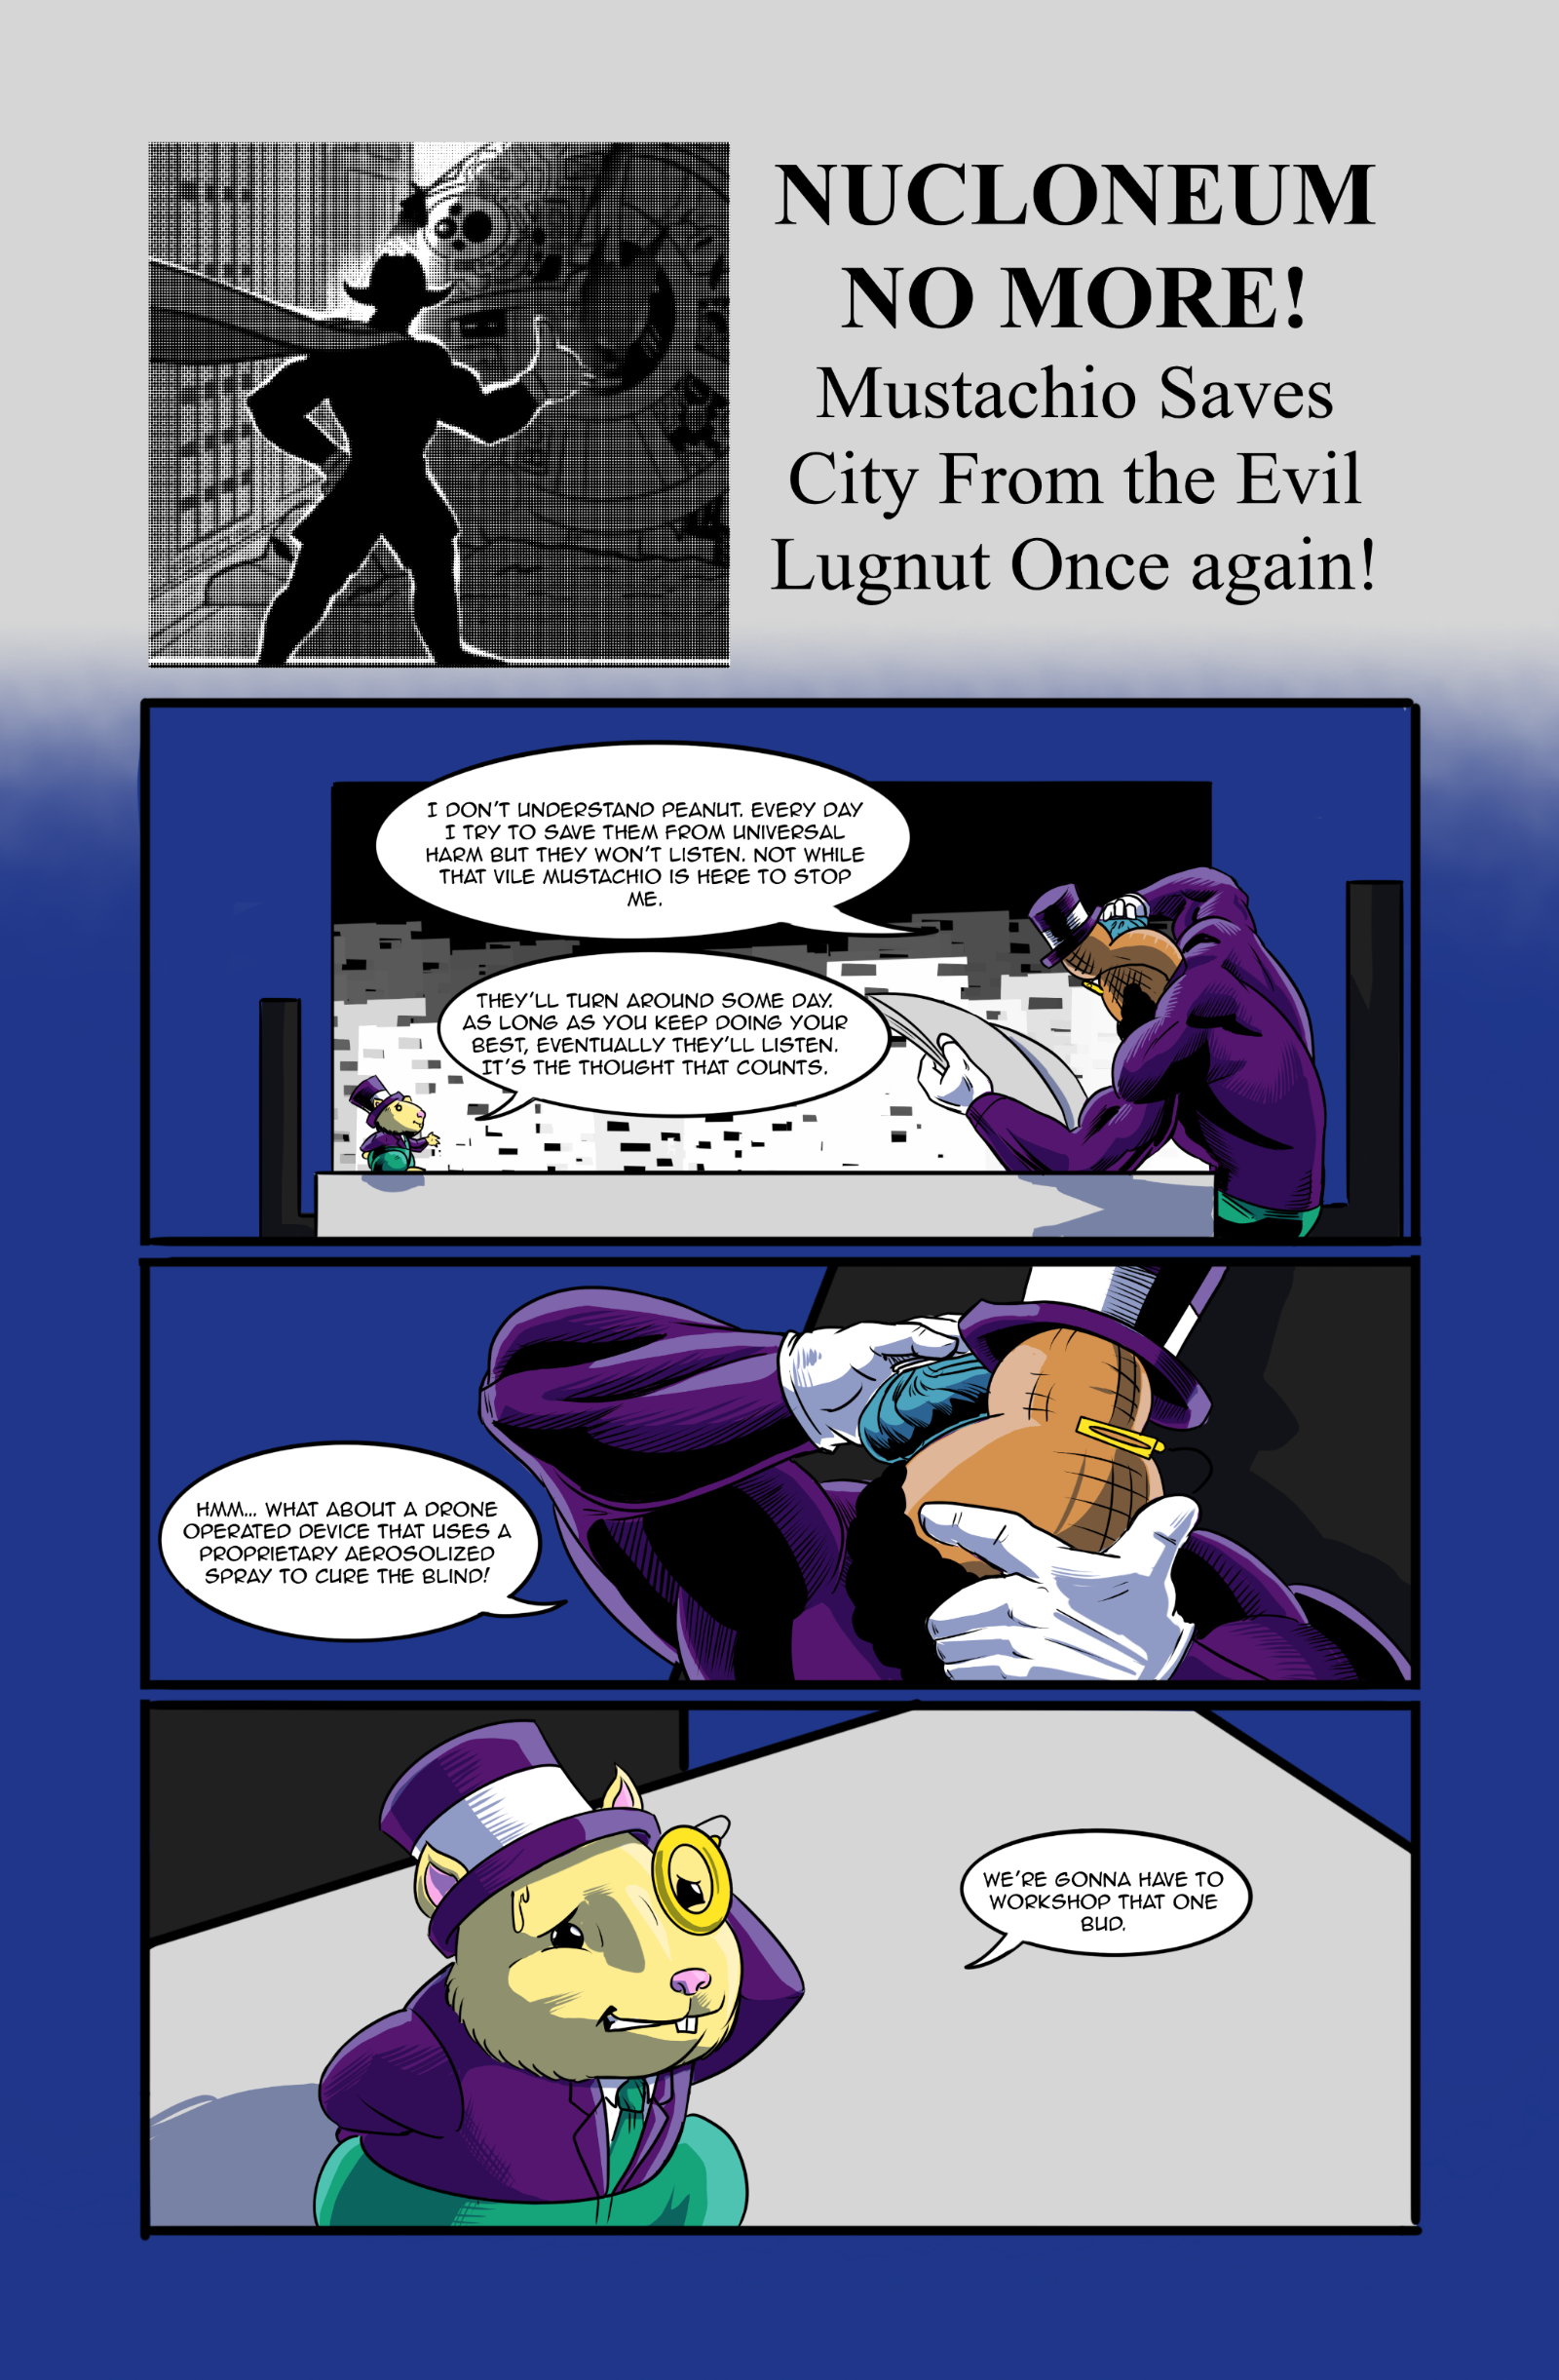 NUCLONEUM
NO MORE!
Mustachio Saves
City From the Evil
Lugnut Once again!
I DON'T UNDERSTAND PEANUT. EVERY DAY
I TRY TO SAVE THEM FROM UNIVERSAL
HARM BUT THEY WON'T LISTEN. NOT WHILE
THAT VILE MUSTACHIO IS HERE TO STOP
ME.
THEY'LL TURN AROUND SOME DAY.
AS LONG AS YOU KEEP DOING YOUR
BEST, EVENTUALLY THEY'LL LISTEN.
IT'S THE THOUGHT THAT COUNTS.
HMM... WHAT ABOUT A DRONE
OPERATED DEVICE THAT USES A
PROPRIETARY AEROSOLIZED
SPRAY TO CURE THE BLIND!
WE'RE GONNA HAVE TO
WORKSHOP THAT ONE
BUD.